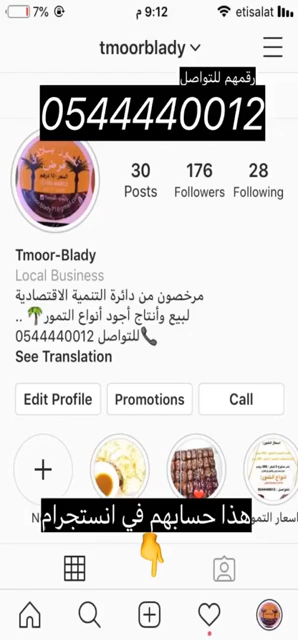 7%
9:12 م
etisalat
tmoorblady
رقمهم للتواصل
0544440012
30 176 28
Posts Followers Following
Tmoor-Blady
Local Business
مرخصون من دائرة التنمية الاقتصادية
لبيع وأنتاج أجود أنواع التمور🌴 ..
📞للتواصل 0544440012
See Translation
Edit Profile Promotions Call
هذا حسابهم في انستجرام
👇